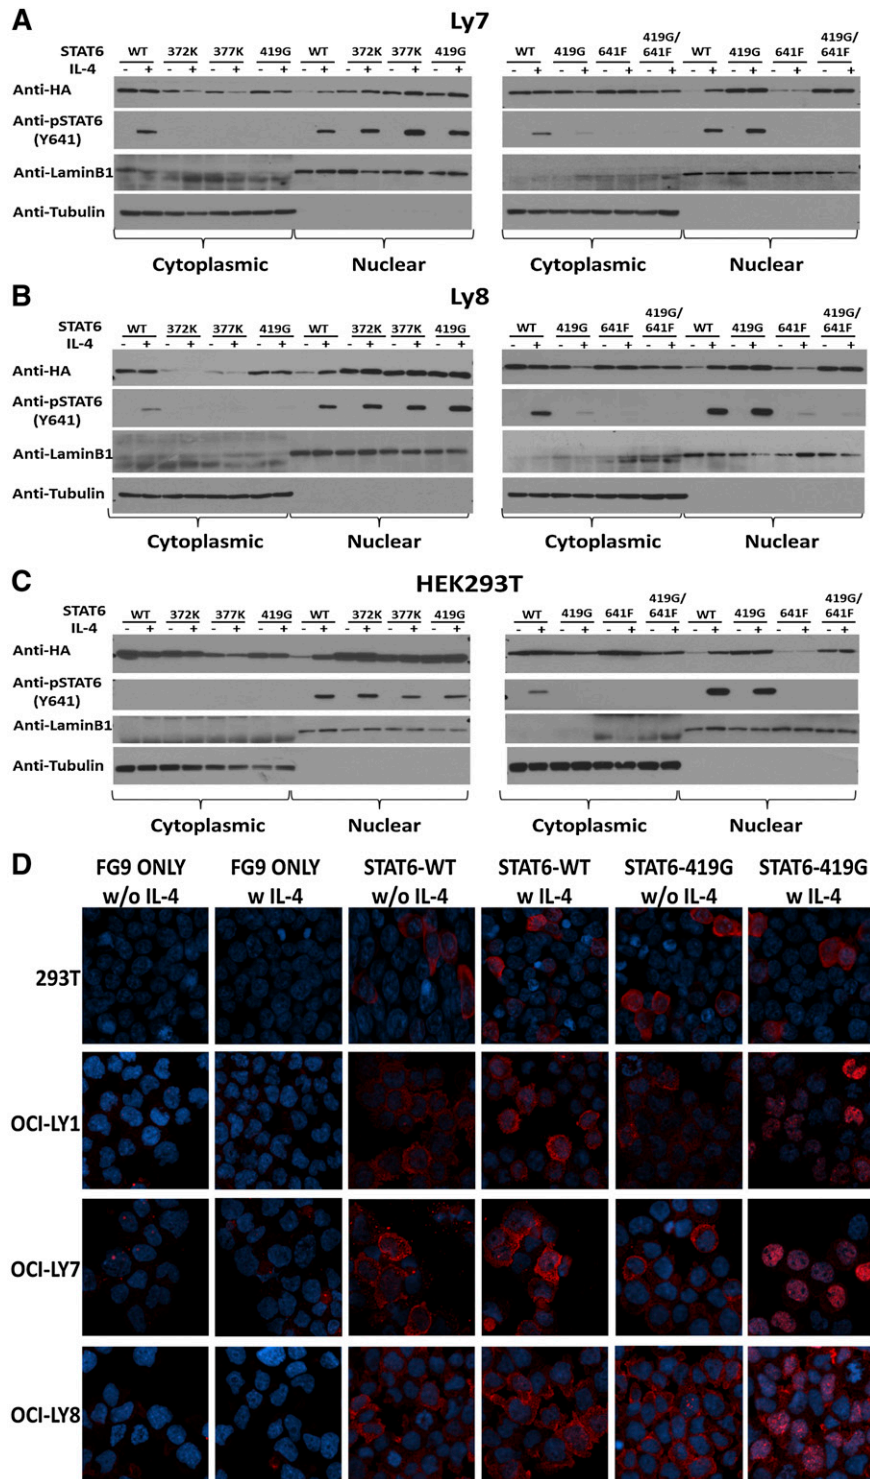 A
Ly7
419G/
STAT6 WT 372K 377K 419G WT 372K 377K 419G WT 419G 641F 641F WT 419G 641F 419G/641F
IL-4 - + - + - + - + - + - + - + - + - + - + - + - + - + - + - + - +
Anti-HA
Anti-pSTAT6
(Y641)
Anti-LaminB1
Anti-Tubulin
Cytoplasmic Nuclear Cytoplasmic Nuclear
B
Ly8
419G/
STAT6 WT 372K 377K 419G WT 372K 377K 419G WT 419G 641F 641F WT 419G 641F 419G/641F
IL-4 - + - + - + - + - + - + - + - + - + - + - + - + - + - + - + - +
Anti-HA
Anti-pSTAT6
(Y641)
Anti-LaminB1
Anti-Tubulin
Cytoplasmic Nuclear Cytoplasmic Nuclear
C
HEK293T
419G/
STAT6 WT 372K 377K 419G WT 372K 377K 419G WT 419G 641F 641F WT 419G 641F 419G/641F
IL-4 - + - + - + - + - + - + - + - + - + - + - + - + - + - + - + - +
Anti-HA
Anti-pSTAT6
(Y641)
Anti-LaminB1
Anti-Tubulin
Cytoplasmic Nuclear Cytoplasmic Nuclear
D
FG9 ONLY FG9 ONLY STAT6-WT STAT6-WT STAT6-419G STAT6-419G
w/o IL-4 w IL-4 w/o IL-4 w IL-4 w/o IL-4 w IL-4
293T
OCI-LY1
OCI-LY7
OCI-LY8